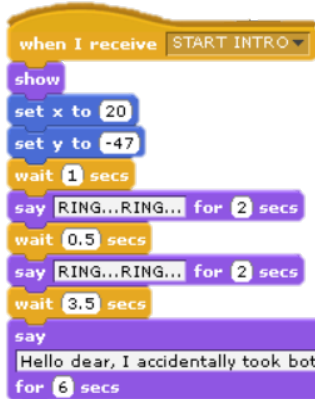 when I receive START INTRO
show
set x to 20
set y to -47
wait 1 secs
say RING...RING... for 2 secs
wait 0.5 secs
say RING...RING... for 2 secs
wait 3.5 secs
say
Hello dear, I accidentally took bot
for 6 secs